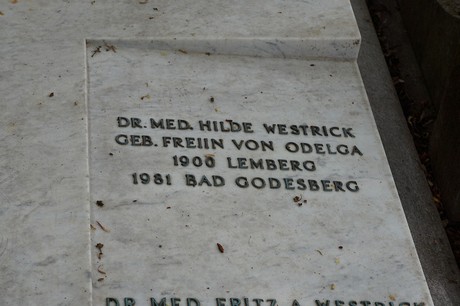 DR. MED. HILDE WESTRICK
GEB. FREIIN VON ODELGA
1900 LEMBERG
1981 BAD GODESBERG
DR. MED. FRITZ A. WESTRICK